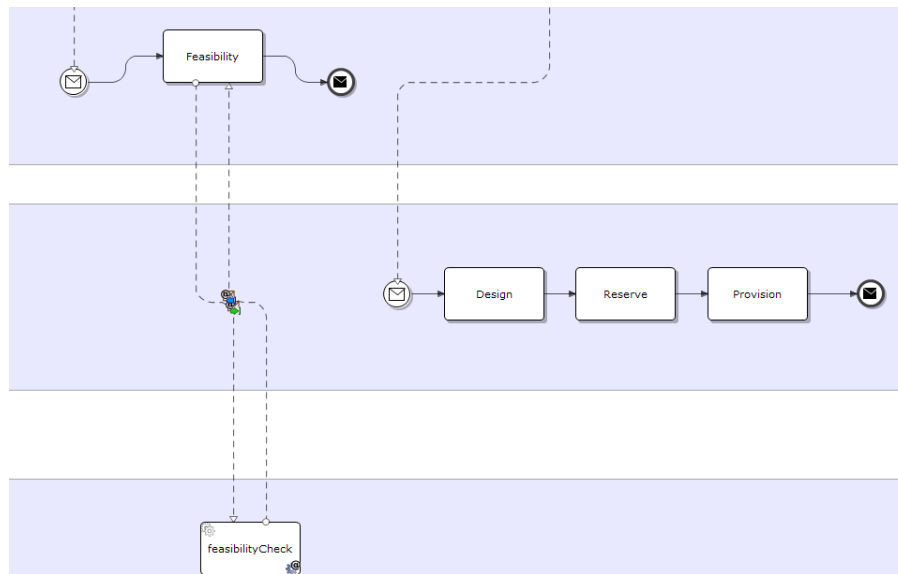 Feasibility
Design
Reserve
Provision
feasibilityCheck